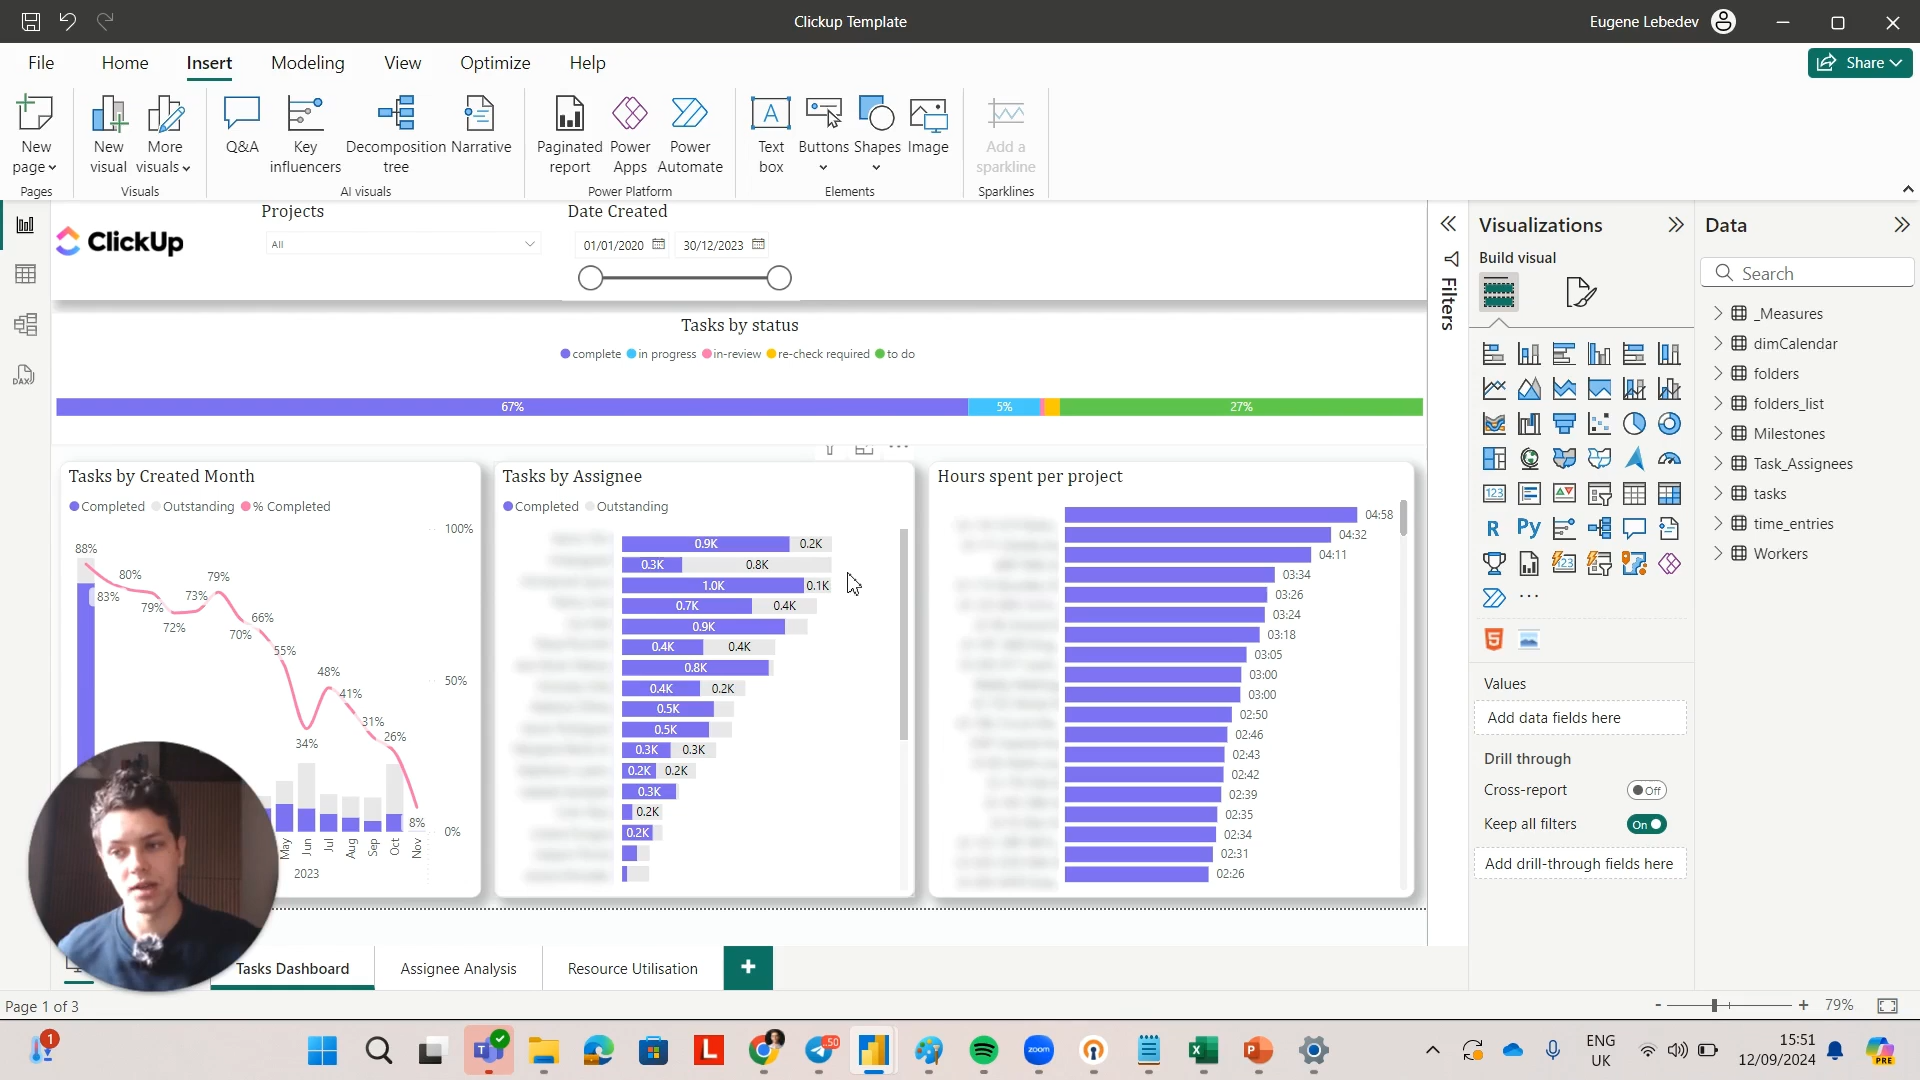 Clickup Template
Eugene Lebedev
File Home Insert Modeling View Optimize Help
Share
New page
New visual
More visuals
Q&A
Key influencers
Decomposition tree
Narrative
Paginated report
Power Apps
Power Automate
Text box
Buttons
Shapes
Image
Add a sparkline
Pages
Visuals
AI visuals
Power Platform
Elements
Sparklines
ClickUp
Projects
All
Date Created
01/01/2020
30/12/2023
Tasks by status
complete in progress in-review re-check required to do
67% 5% 27%
Tasks by Created Month
Completed Outstanding % Completed
100%
50%
0%
88%
83%
80%
79%
72%
73%
79%
70%
66%
55%
34%
48%
41%
31%
26%
8%
May Jun Jul Aug Sep Oct Nov
2023
Tasks by Assignee
Completed Outstanding
0.9K 0.2K
0.3K 0.8K
1.0K 0.1K
0.7K 0.4K
0.9K
0.4K 0.4K
0.8K
0.4K 0.2K
0.5K
0.5K
0.3K 0.3K
0.2K 0.2K
0.3K
0.2K
0.2K
Hours spent per project
04:58
04:32
04:11
03:34
03:26
03:24
03:18
03:05
03:00
03:00
02:50
02:46
02:43
02:42
02:39
02:35
02:34
02:31
02:26
Filters
Visualizations
Build visual
123
R
Py
123
Values
Add data fields here
Drill through
Cross-report
Off
Keep all filters
On
Add drill-through fields here
Data
Search
_Measures
dimCalendar
folders
folders_list
Milestones
Task_Assignees
tasks
time_entries
Workers
DAX
Tasks Dashboard
Assignee Analysis
Resource Utilisation
Page 1 of 3
79%
1
L
50
zoom
ENG
UK
15:51
12/09/2024
PRE